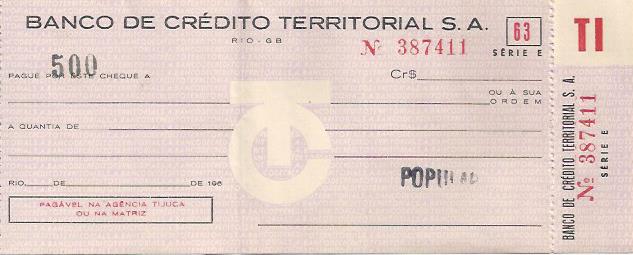 BANCO DE CRÉDITO TERRITORIAL S. A.
RIO - GB
63
SÉRIE E
Nº 387411
500
PAGUE POR ESTE CHEQUE A
Cr$
OU À SUA
ORDEM
A QUANTIA DE
RIO, DE DE 196
POPULAR
PAGÁVEL NA AGÊNCIA TIJUCA
OU NA MATRIZ
TI
BANCO DE CRÉDITO TERRITORIAL S. A.
Nº 387411
SÉRIE E